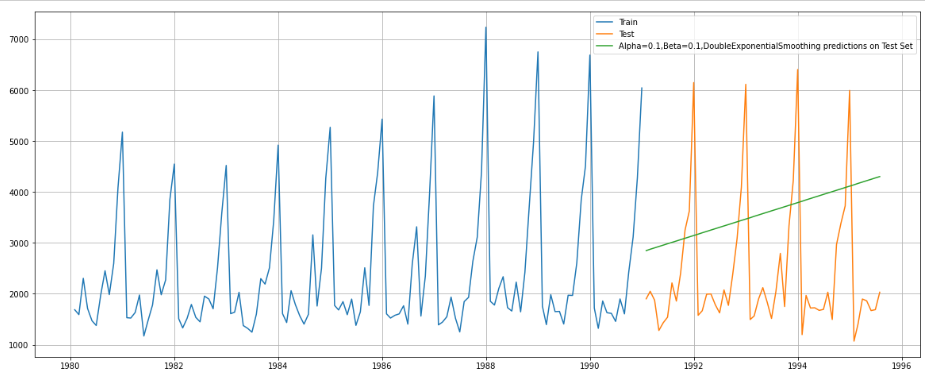 Train
Test
Alpha=0.1,Beta=0.1,DoubleExponentialSmoothing predictions on Test Set
7000
6000
5000
4000
3000
2000
1000
1980 1982 1984 1986 1988 1990 1992 1994 1996